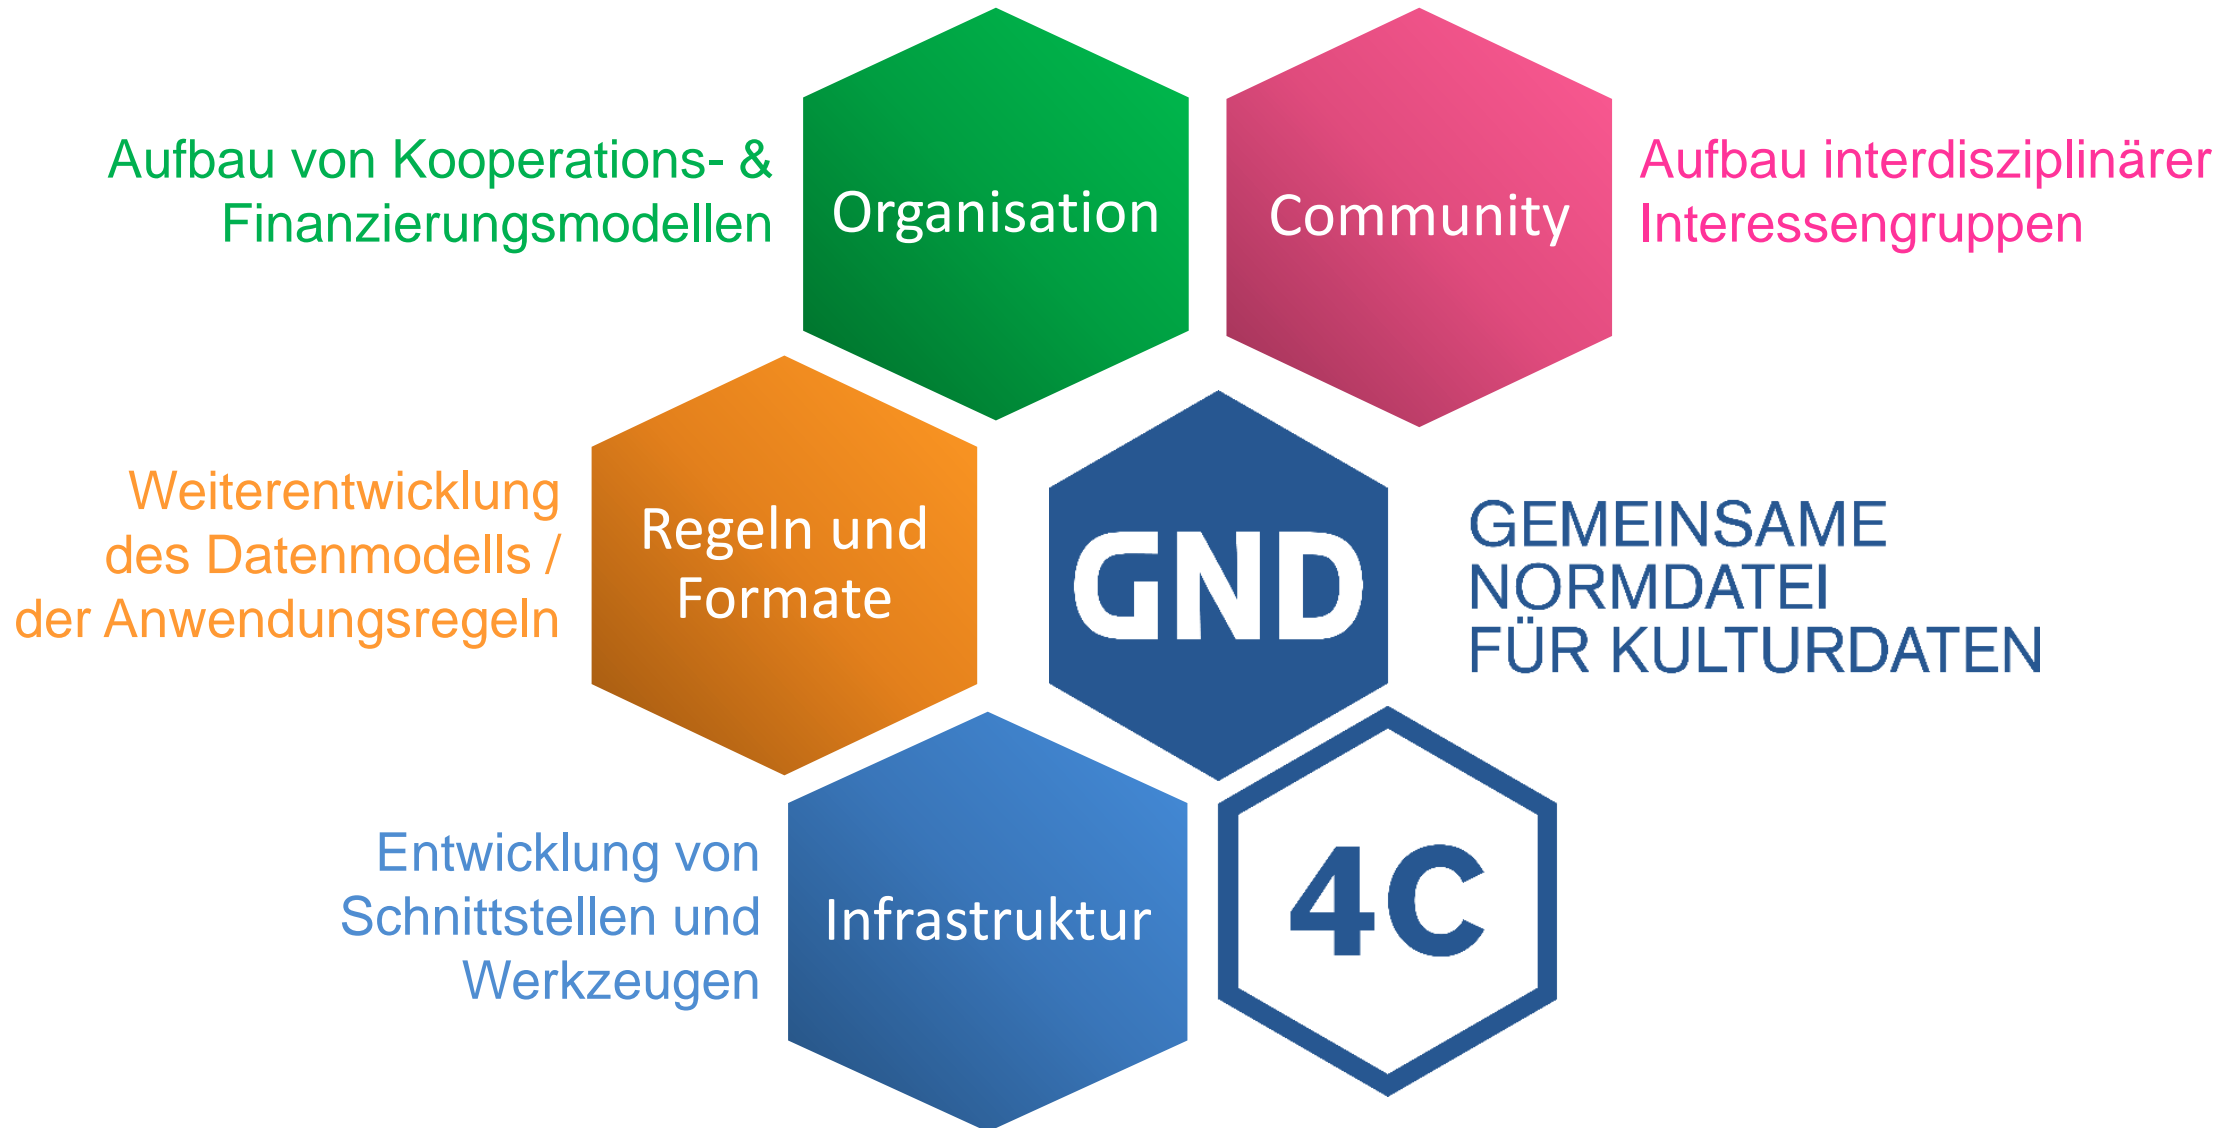 Aufbau von Kooperations- &
Finanzierungsmodellen
Organisation
Community
Aufbau interdisziplinärer
Interessengruppen
Weiterentwicklung
des Datenmodells /
der Anwendungsregeln
Regeln und
Formate
GND
GEMEINSAME
NORMDATEI
FÜR KULTURDATEN
Entwicklung von
Schnittstellen und
Werkzeugen
Infrastruktur
4C